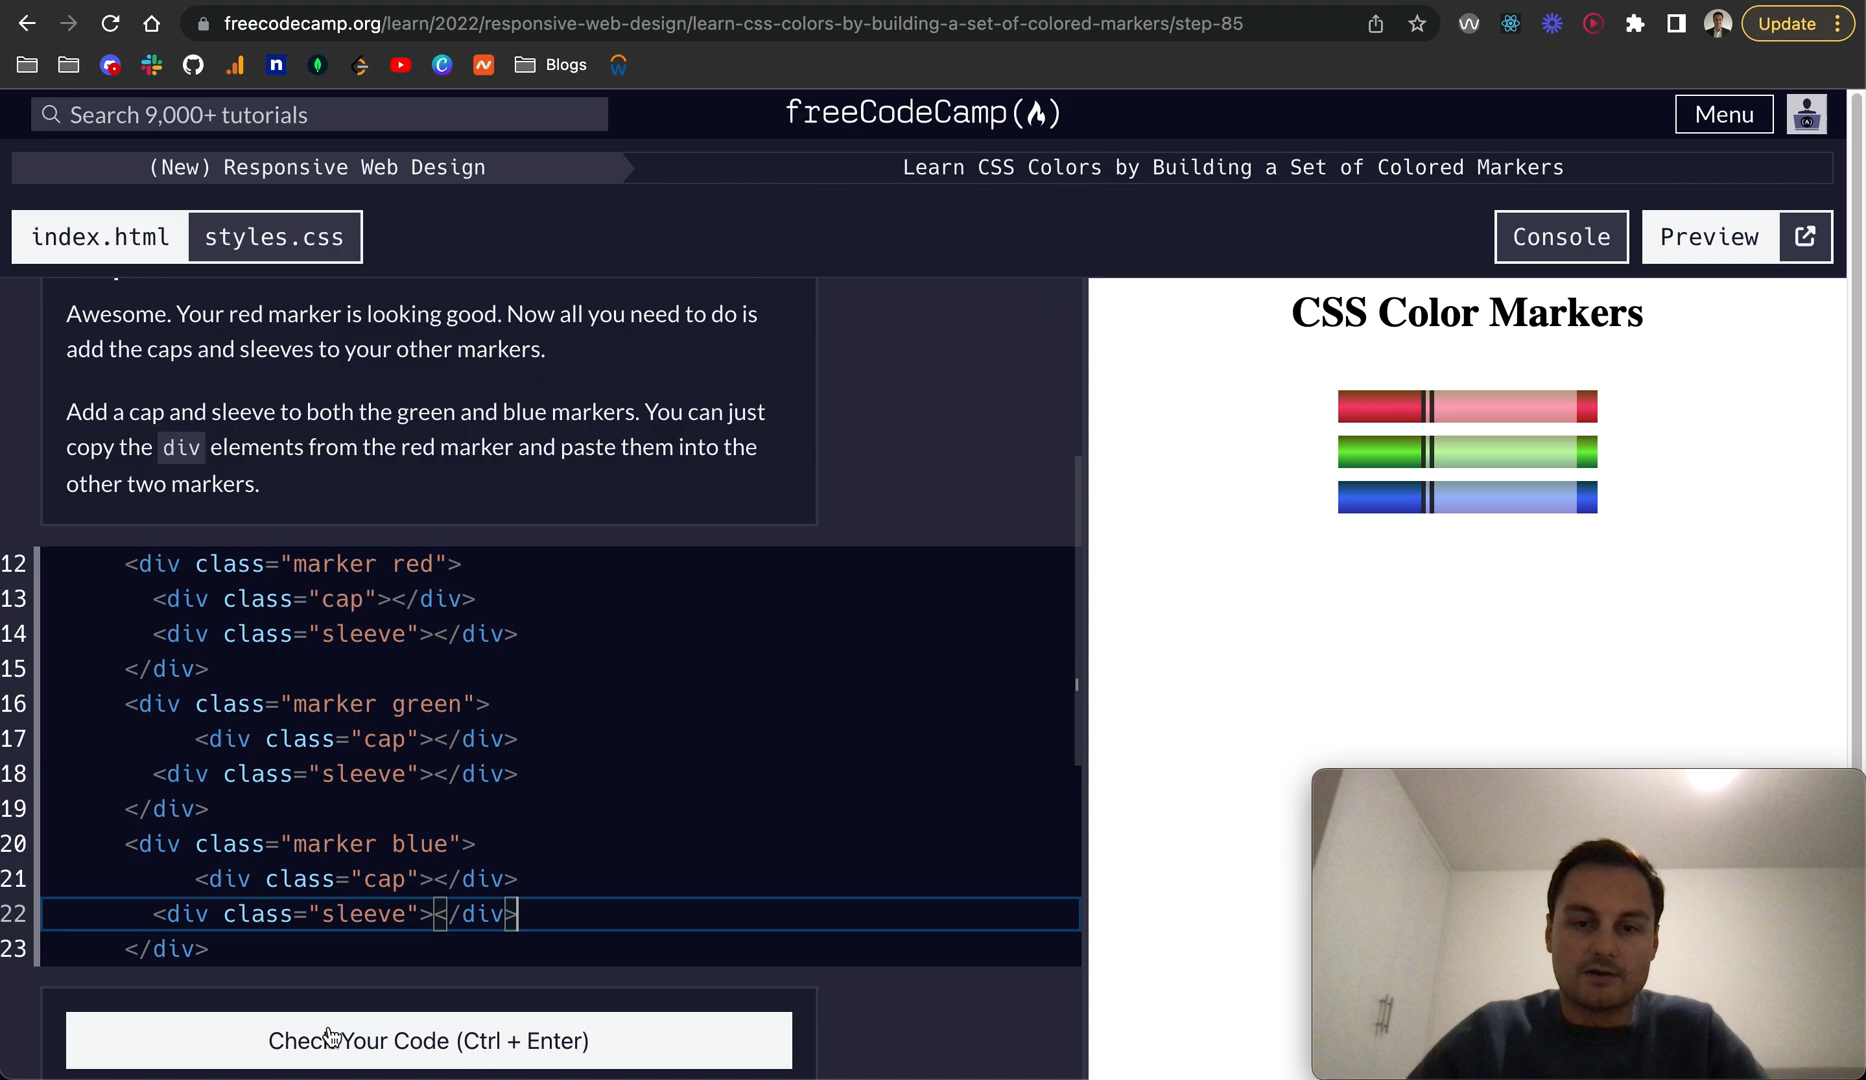 freecodecamp.org/learn/2022/responsive-web-design/learn-css-colors-by-building-a-set-of-colored-markers/step-85
Update
Blogs
Search 9,000+ tutorials
freeCodeCamp
Menu
(New) Responsive Web Design
Learn CSS Colors by Building a Set of Colored Markers
index.html
styles.css
Console
Preview
Awesome. Your red marker is looking good. Now all you need to do is
add the caps and sleeves to your other markers.
Add a cap and sleeve to both the green and blue markers. You can just
copy the div elements from the red marker and paste them into the
other two markers.
12 <div class="marker red">
13 <div class="cap"></div>
14 <div class="sleeve"></div>
15 </div>
16 <div class="marker green">
17 <div class="cap"></div>
18 <div class="sleeve"></div>
19 </div>
20 <div class="marker blue">
21 <div class="cap"></div>
22 <div class="sleeve"></div>
23 </div>
Check Your Code (Ctrl + Enter)
CSS Color Markers